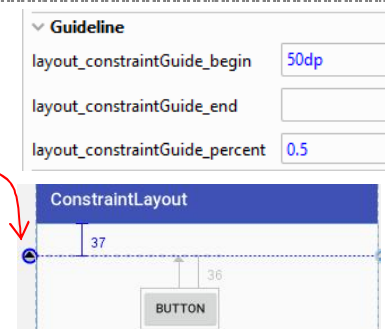 Guideline
layout_constraintGuide_begin 50dp
layout_constraintGuide_end
layout_constraintGuide_percent 0.5
ConstraintLayout
37
36
BUTTON